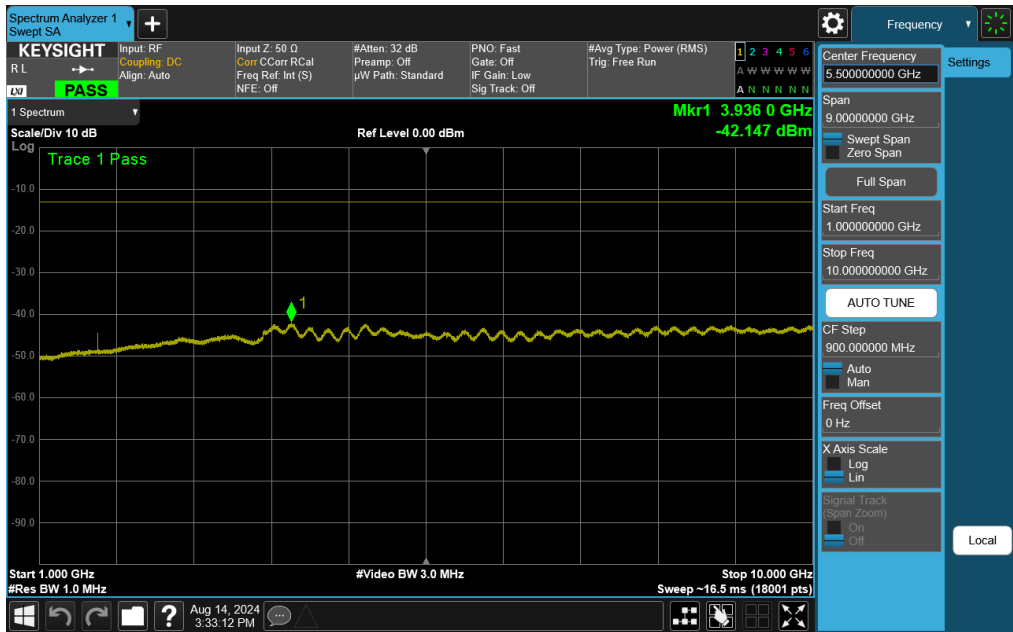 Spectrum Analyzer 1
Swept SA
Frequency
KEYSIGHT
R L
LXI
PASS
Input: RF
Coupling: DC
Align: Auto
Input Z: 50 Ω
Corr CCorr RCal
Freq Ref: Int (S)
NFE: Off
#Atten: 32 dB
Preamp: Off
µW Path: Standard
PNO: Fast
Gate: Off
IF Gain: Low
Sig Track: Off
#Avg Type: Power (RMS)
Trig: Free Run
1 2 3 4 5 6
A W W W W W
A N N N N N
1 Spectrum
Scale/Div 10 dB
Ref Level 0.00 dBm
Mkr1 3.936 0 GHz
-42.147 dBm
Log
Trace 1 Pass
-10.0
-20.0
-30.0
1
-40.0
-50.0
-60.0
-70.0
-80.0
-90.0
Start 1.000 GHz
#Res BW 1.0 MHz
#Video BW 3.0 MHz
Stop 10.000 GHz
Sweep ~16.5 ms (18001 pts)
Center Frequency
5.500000000 GHz
Settings
Span
9.00000000 GHz
Swept Span
Zero Span
Full Span
Start Freq
1.000000000 GHz
Stop Freq
10.000000000 GHz
AUTO TUNE
CF Step
900.000000 MHz
Auto
Man
Freq Offset
0 Hz
X Axis Scale
Log
Lin
Signal Track
(Span Zoom)
On
Off
Local
?
Aug 14, 2024
3:33:12 PM